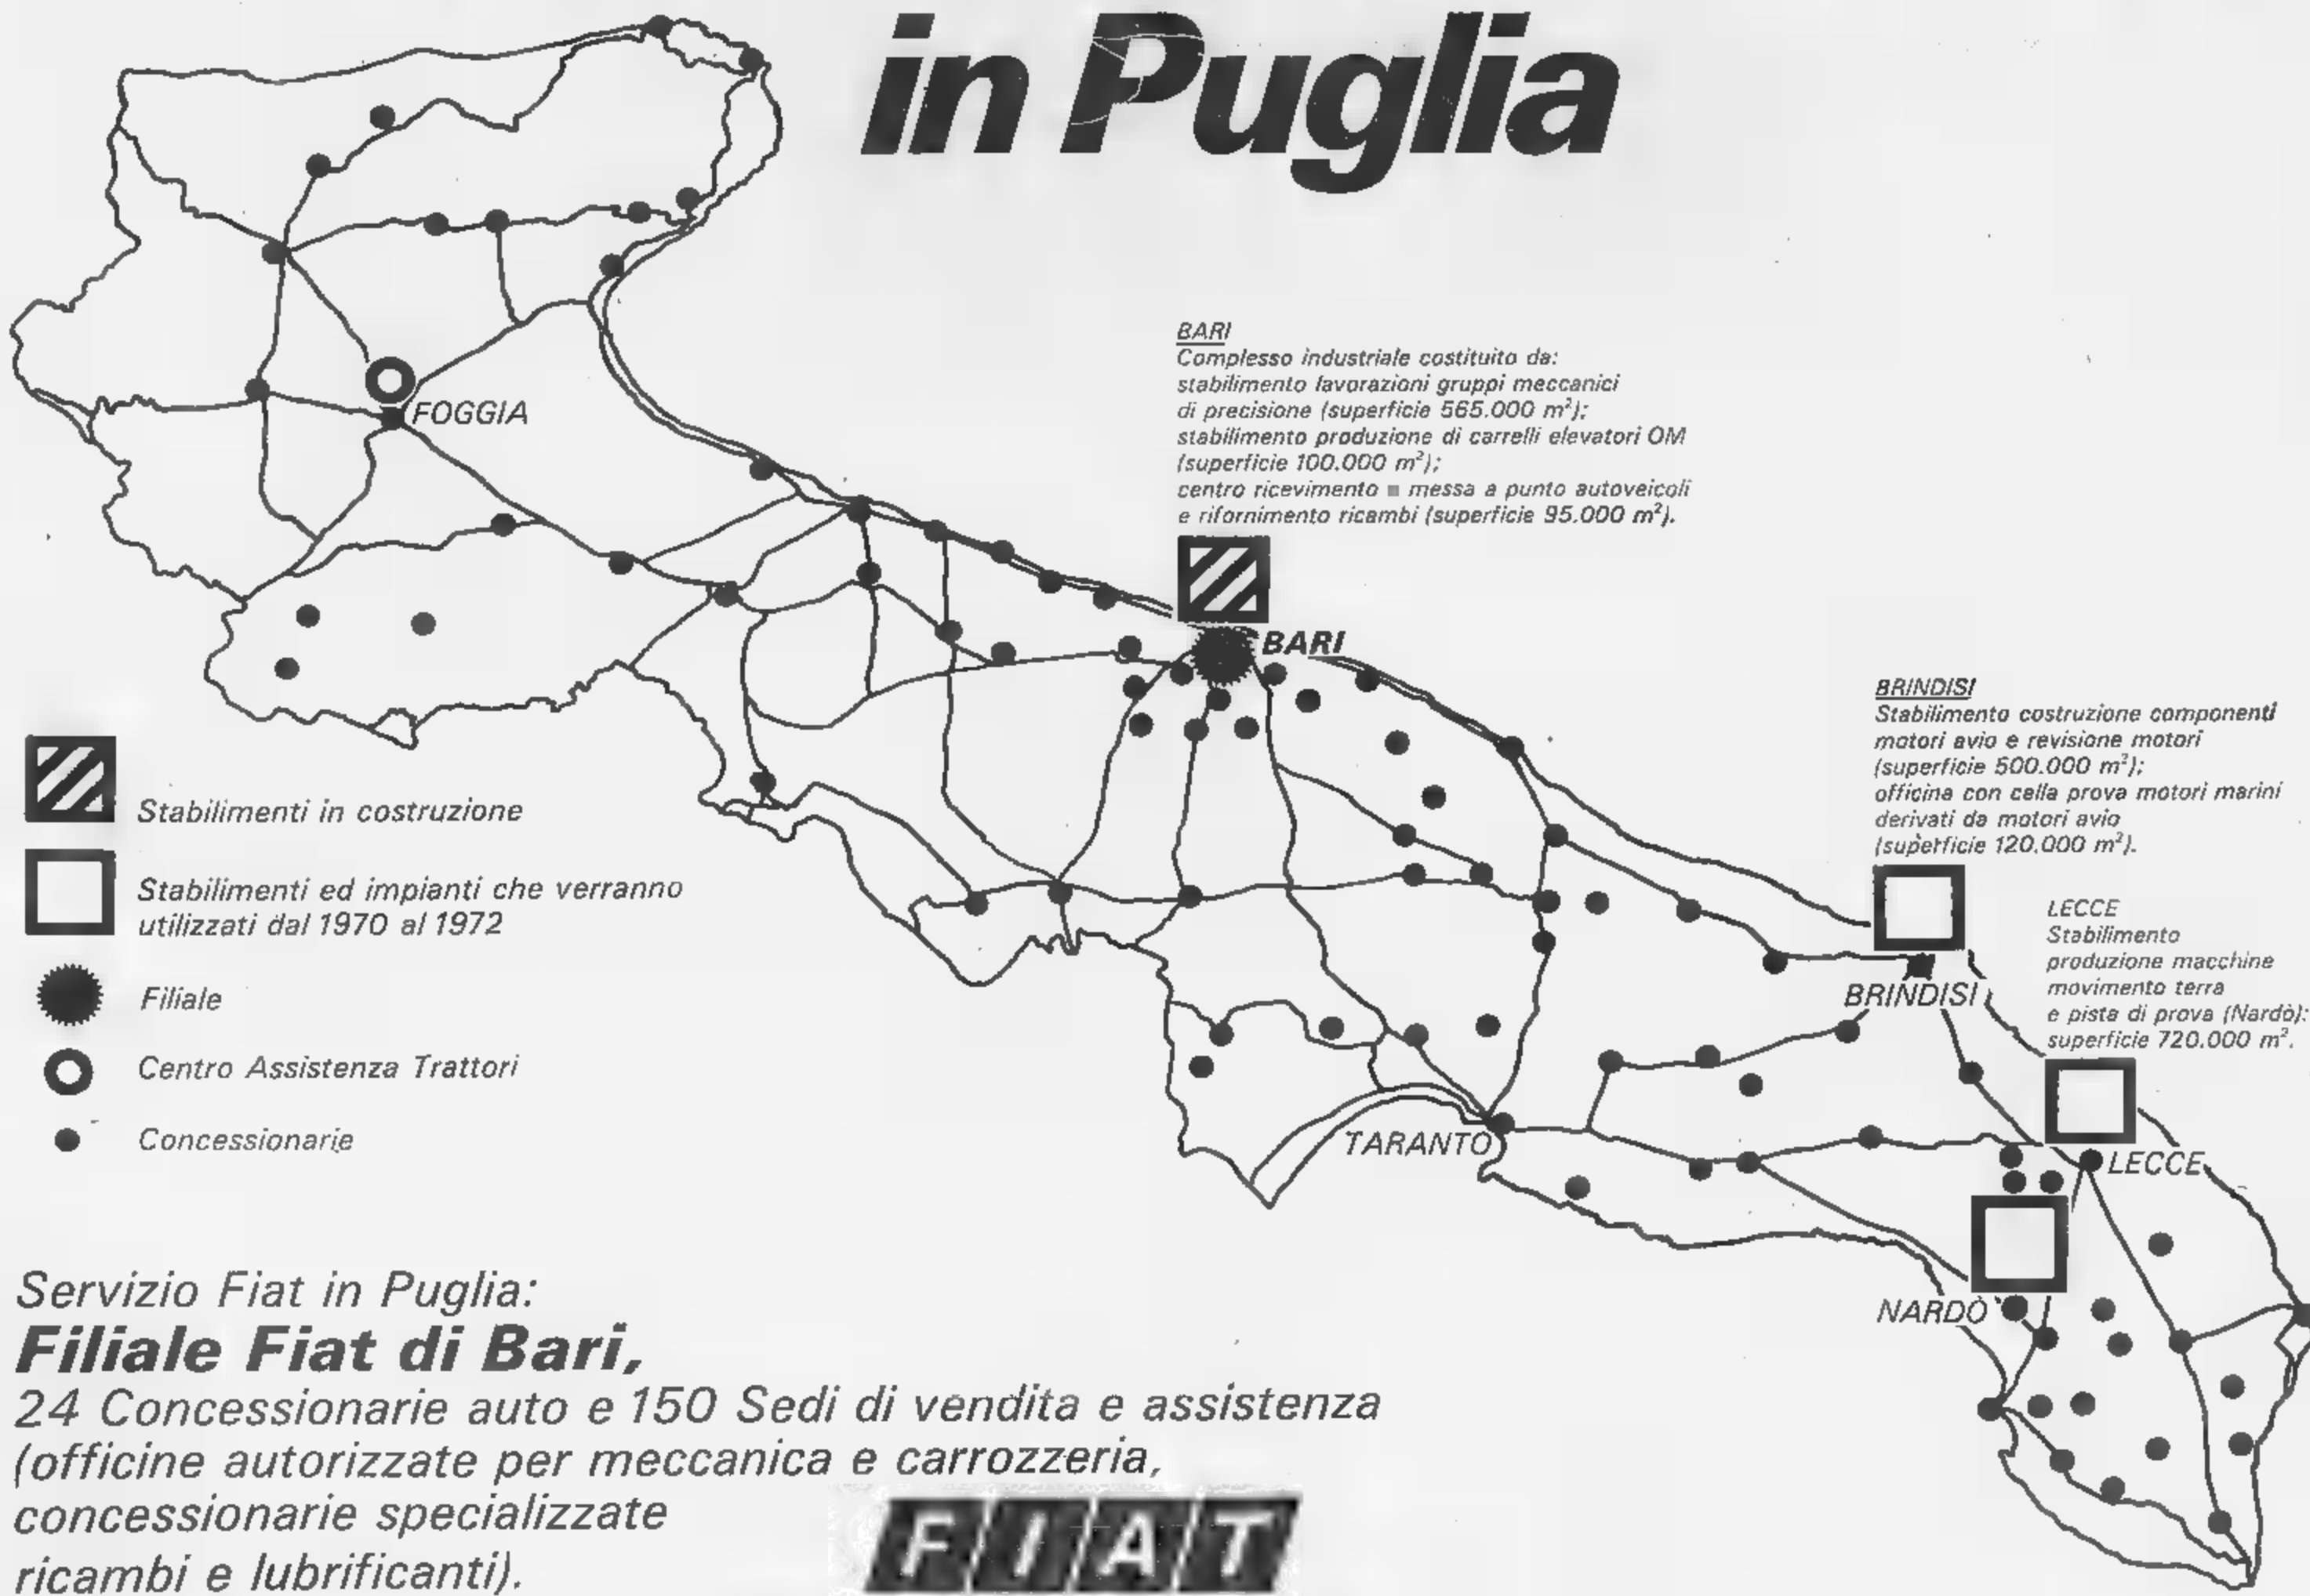 in Puglia
BARI
Complesso industriale costituito da:
stabilimento lavorazioni gruppi meccanici
di precisione (superficie 565.000 m²);
stabilimento produzione di carrelli elevatori OM
(superficie 100.000 m²);
centro ricevimento messa a punto autoveicoli
e rifornimento ricambi (superficie 95.000 m²).
FOGGIA
BARI
BRINDISI
Stabilimento costruzione componenti
motori avio e revisione motori
(superficie 500.000 m²);
officina con cella prova motori marini
derivati da motori avio
(superficie 120.000 m²).
LECCE
Stabilimento
produzione macchine
movimento terra
e pista di prova (Nardò):
superficie 720.000 m².
BRINDISI
TARANTO
LECCE
NARDÒ
Stabilimenti in costruzione
Stabilimenti ed impianti che verranno
utilizzati dal 1970 al 1972
Filiale
Centro Assistenza Trattori
Concessionarie
Servizio Fiat in Puglia:
Filiale Fiat di Bari,
24 Concessionarie auto e 150 Sedi di vendita e assistenza
(officine autorizzate per meccanica e carrozzeria,
concessionarie specializzate
ricambi e lubrificanti).
FIAT